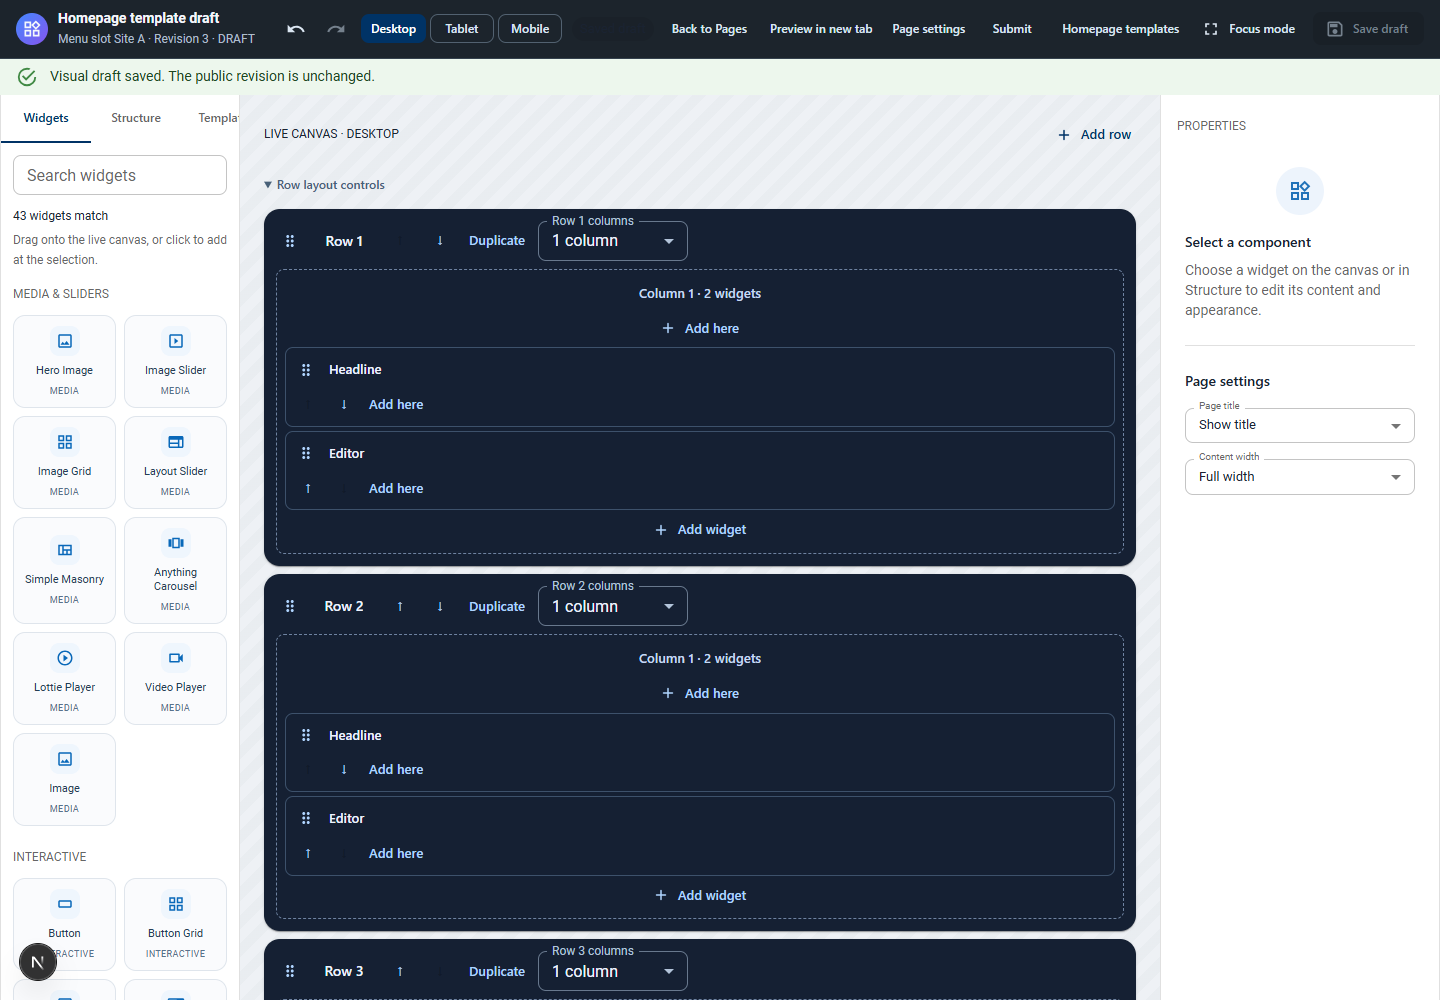 Homepage template draft
Menu slot Site A · Revision 3 · DRAFT
Desktop
Tablet
Mobile
Back to Pages
Preview in new tab
Page settings
Submit
Homepage templates
Focus mode
Save draft
Visual draft saved. The public revision is unchanged.
Widgets
Structure
Templa
Search widgets
43 widgets match
Drag onto the live canvas, or click to add
at the selection.
MEDIA & SLIDERS
Hero Image
MEDIA
Image Slider
MEDIA
Image Grid
MEDIA
Layout Slider
MEDIA
Simple Masonry
MEDIA
Anything
Carousel
MEDIA
Lottie Player
MEDIA
Video Player
MEDIA
Image
MEDIA
INTERACTIVE
Button
RACTIVE
Button Grid
INTERACTIVE
N
LIVE CANVAS · DESKTOP
+ Add row
▼ Row layout controls
Row 1
↓
Duplicate
Row 1 columns
1 column
Column 1 · 2 widgets
+ Add here
Headline
↓ Add here
Editor
↑ Add here
+ Add widget
Row 2
↑
↓
Duplicate
Row 2 columns
1 column
Column 1 · 2 widgets
+ Add here
Headline
↓ Add here
Editor
↑ Add here
+ Add widget
Row 3
↑
Duplicate
Row 3 columns
1 column
PROPERTIES
Select a component
Choose a widget on the canvas or in
Structure to edit its content and
appearance.
Page settings
Page title
Show title
Content width
Full width